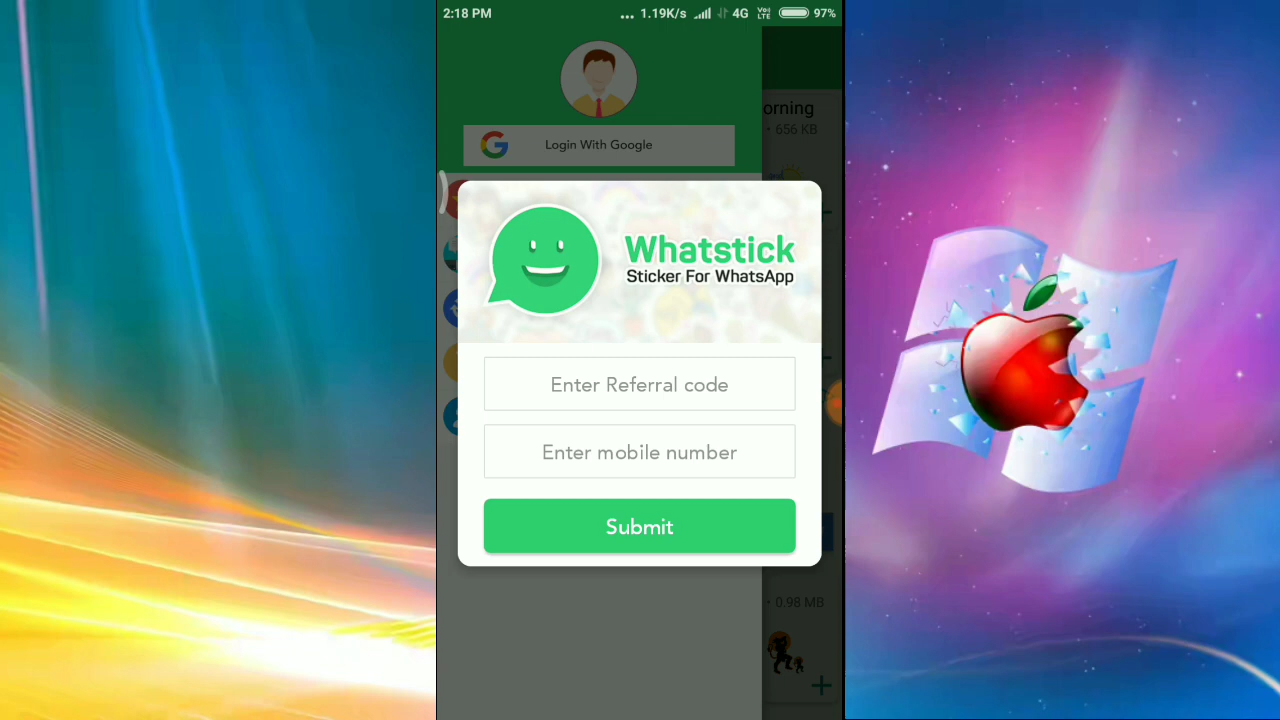 2:18 PM
... 1.19K/s 4G VoLTE 97%
Login With Google
orning
• 656 KB
Whatstick
Sticker For WhatsApp
Enter Referral code
Enter mobile number
Submit
• 0.98 MB